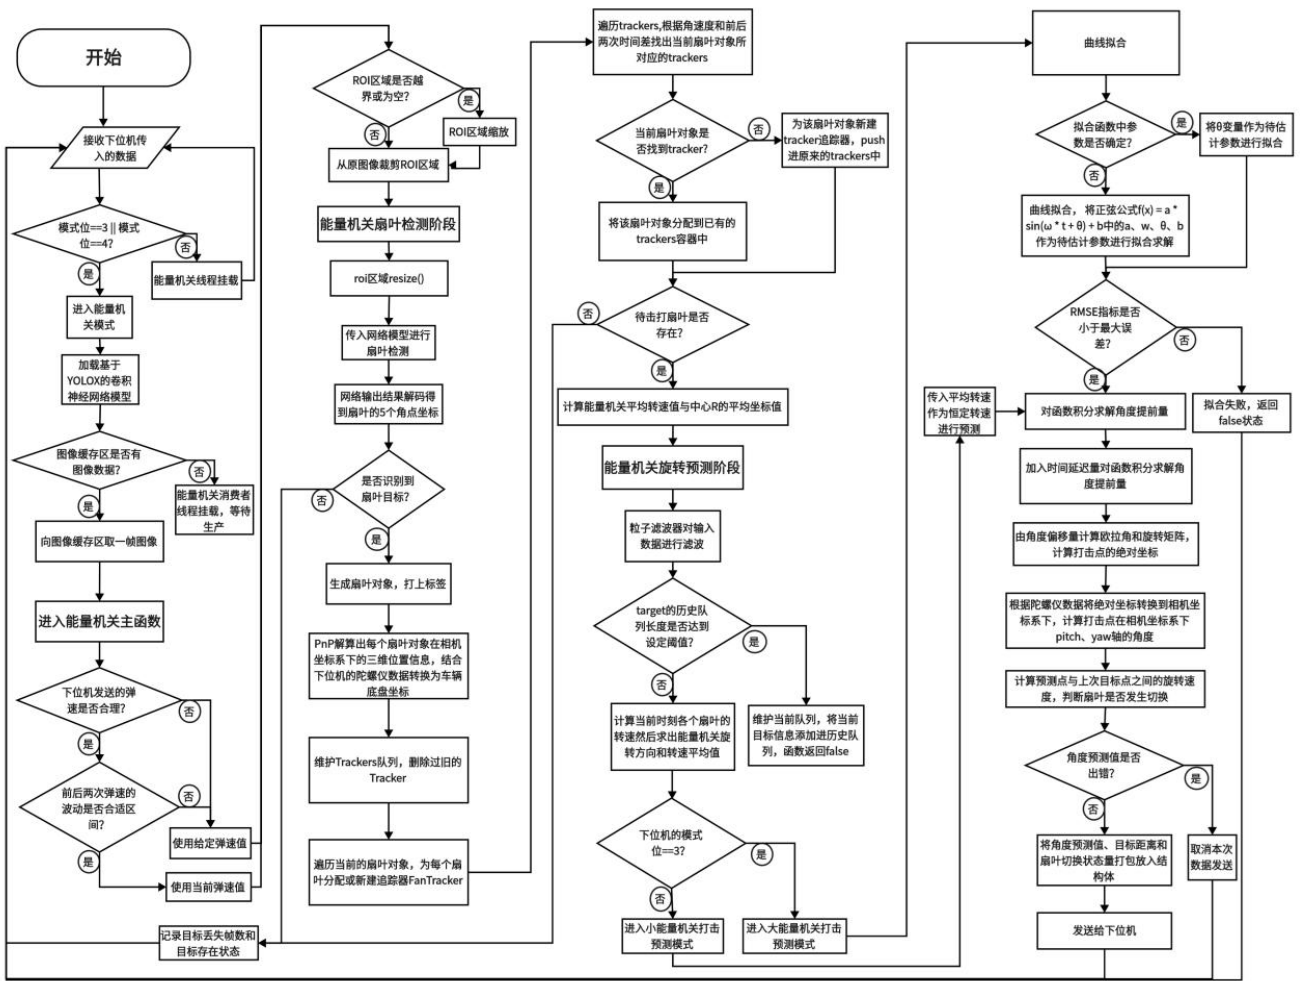 开始
接收下位机传
入的数据
模式位==3 || 模式
位==4?
否
是
能量机关线程挂载
进入能量机
关模式
加载基于
YOLOX的卷积
神经网络模型
图像缓存区是否有
图像数据?
否
是
能量机关消费者
线程挂载，等待
生产
向图像缓存区取一帧图像
进入能量机关主函数
下位机发送的弹
速是否合理?
否
是
前后两次弹速的
波动是否合适区
间?
否
是
使用给定弹速值
使用当前弹速值
记录目标丢失帧数和
目标存在状态
ROI区域是否越
界或为空?
是
否
ROI区域缩放
从原图像裁剪ROI区域
能量机关扇叶检测阶段
roi区域resize()
传入网络模型进行
扇叶检测
网络输出结果解码得
到扇叶的5个角点坐标
是否识别到
扇叶目标?
否
是
生成扇叶对象，打上标签
PnP解算出每个扇叶对象在相机
坐标系下的三维位置信息，结合
下位机的陀螺仪数据转换为车辆
底盘坐标
维护Trackers队列，删除过旧的
Tracker
遍历当前的扇叶对象，为每个扇
叶分配或新建追踪器FanTracker
遍历trackers,根据角速度和前后
两次时间差找出当前扇叶对象所
对应的trackers
当前扇叶对象是
否找到tracker?
否
是
为该扇叶对象新建
tracker追踪器，push
进原来的trackers中
将该扇叶对象分配到已有的
trackers容器中
待击打扇叶是否
存在?
否
是
计算能量机关平均转速值与中心R的平均坐标值
能量机关旋转预测阶段
粒子滤波器对输入
数据进行滤波
target的历史队
列长度是否达到
设定阈值?
是
否
计算当前时刻各个扇叶的
转速然后求出能量机关旋
转方向和转速平均值
维护当前队列，将当前
目标信息添加进历史队
列，函数返回false
下位机的模式
位==3?
是
否
进入小能量机关打击
预测模式
进入大能量机关打击
预测模式
曲线拟合
拟合函数中参
数是否确定?
是
否
将θ变量作为待估
计参数进行拟合
曲线拟合， 将正弦公式f(x) = a *
sin(ω * t + θ) + b中的a、w、θ、b
作为待估计参数进行拟合求解
RMSE指标是否
小于最大误
差?
否
是
传入平均转速
作为恒定转速
进行预测
对函数积分求解角度提前量
拟合失败，返回
false状态
加入时间延迟量对函数积分求解角
度提前量
由角度偏移量计算欧拉角和旋转矩阵，
计算打击点的绝对坐标
根据陀螺仪数据将绝对坐标转换到相机坐
标系下，计算打击点在相机坐标系下
pitch、yaw轴的角度
计算预测点与上次目标点之间的旋转速
度，判断扇叶是否发生切换
角度预测值是否
出错?
是
否
将角度预测值、目标距离和
扇叶切换状态量打包放入结
构体
取消本次
数据发送
发送给下位机